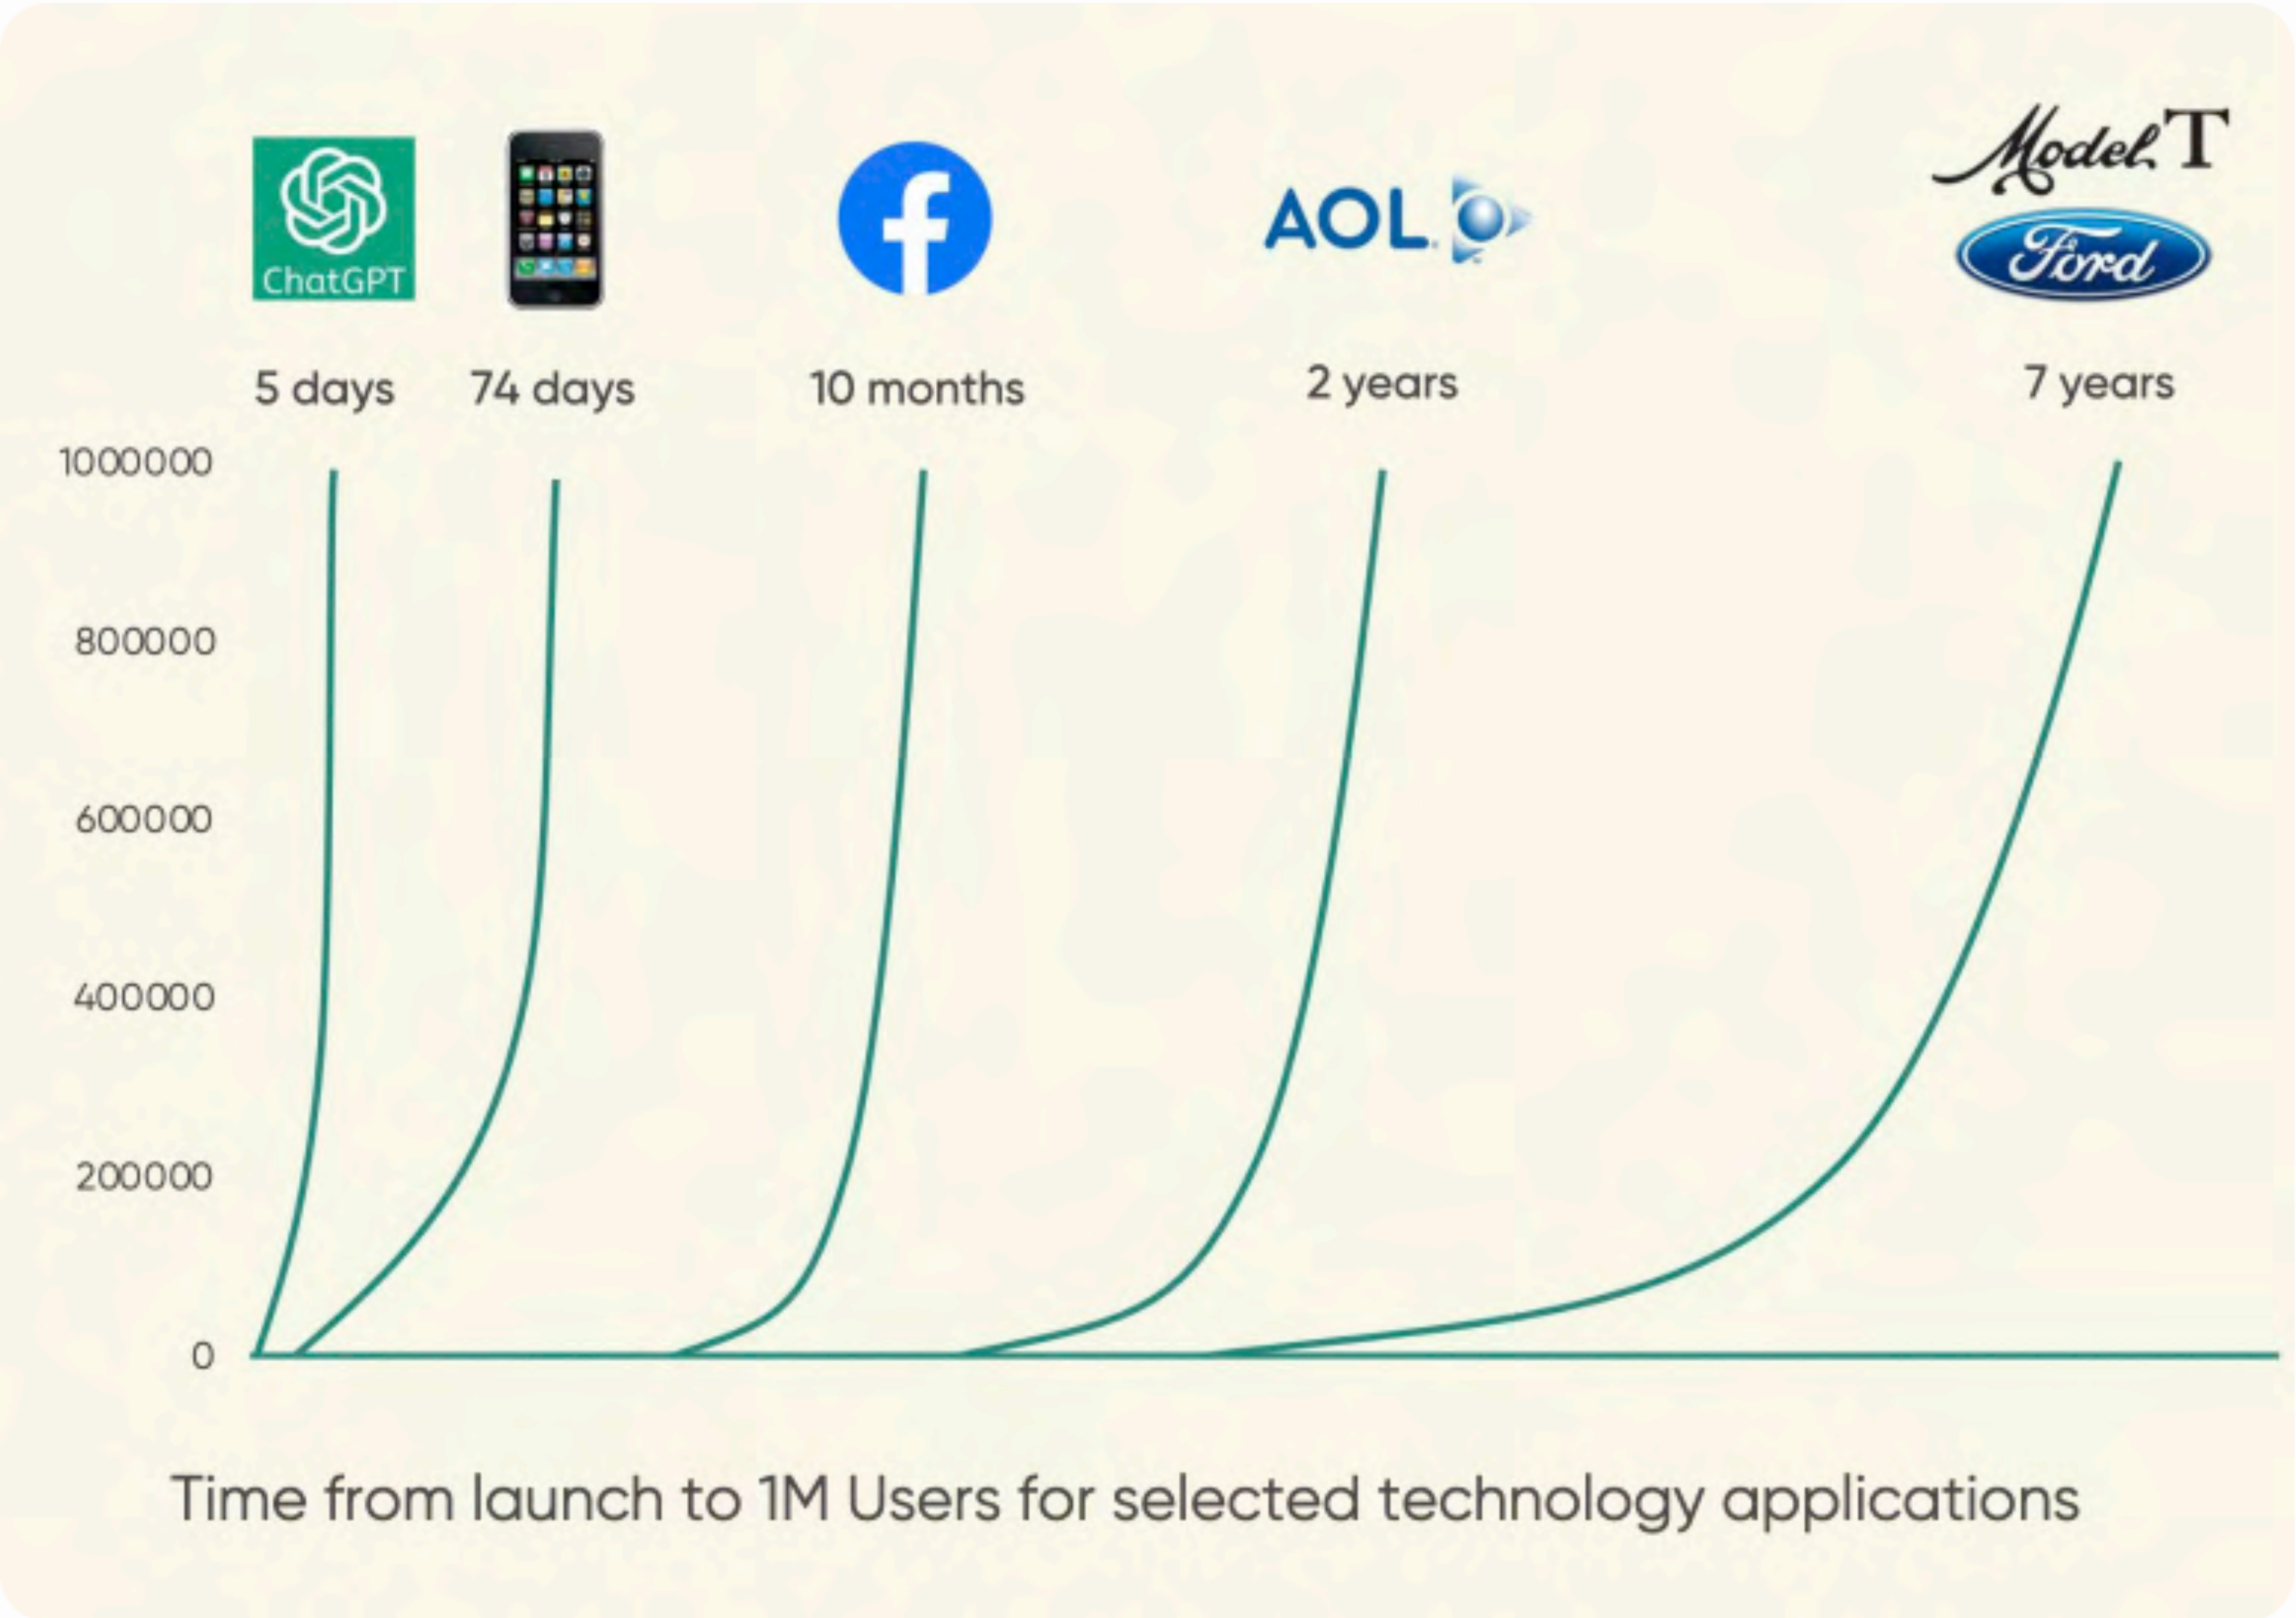 Model T
ChatGPT
AOL
Ford
5 days
74 days
10 months
2 years
7 years
1000000
800000
600000
400000
200000
0
Time from launch to 1M Users for selected technology applications